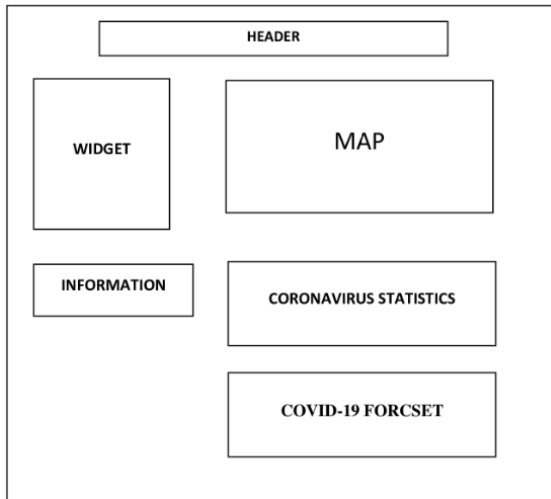 HEADER
WIDGET
MAP
INFORMATION
CORONAVIRUS STATISTICS
COVID-19 FORCSET